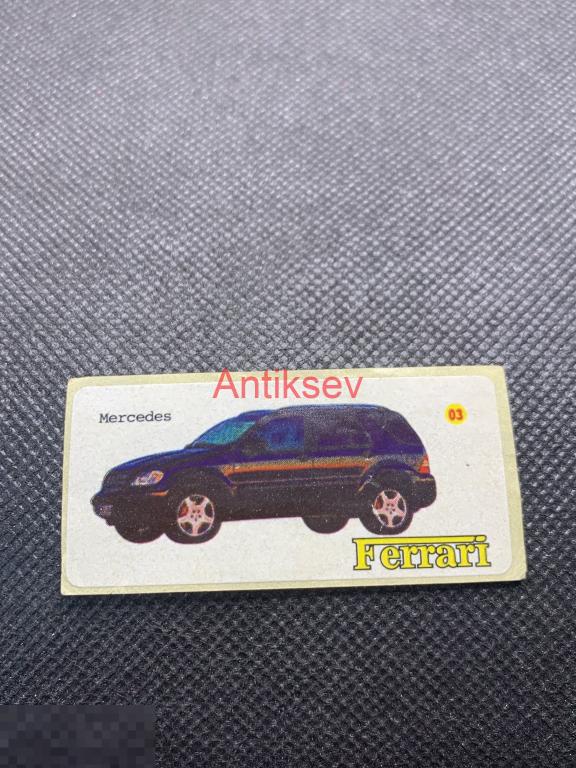 Antiksev
Mercedes
03
Ferrari